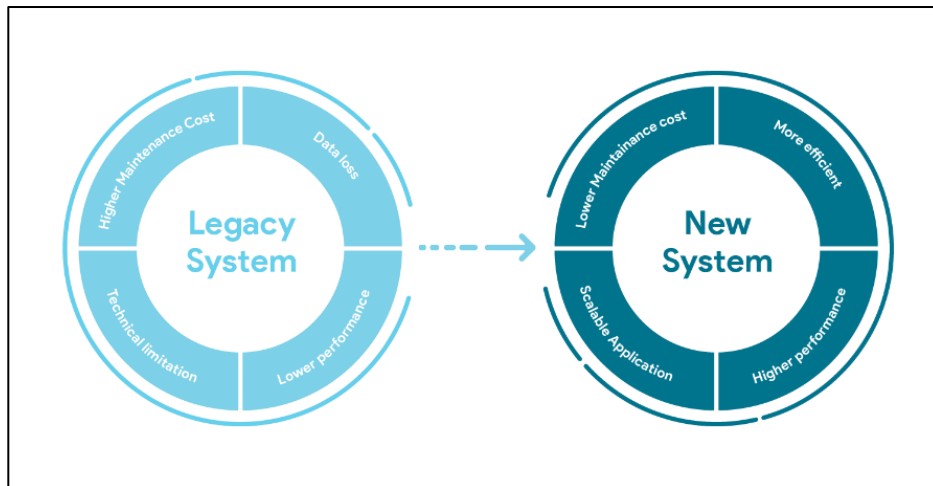 Higher Maintenance Cost
Data loss
Legacy
System
Technical limitation
Lower performance
Lower Maintainance cost
More efficient
New
System
Scalable Application
Higher performance